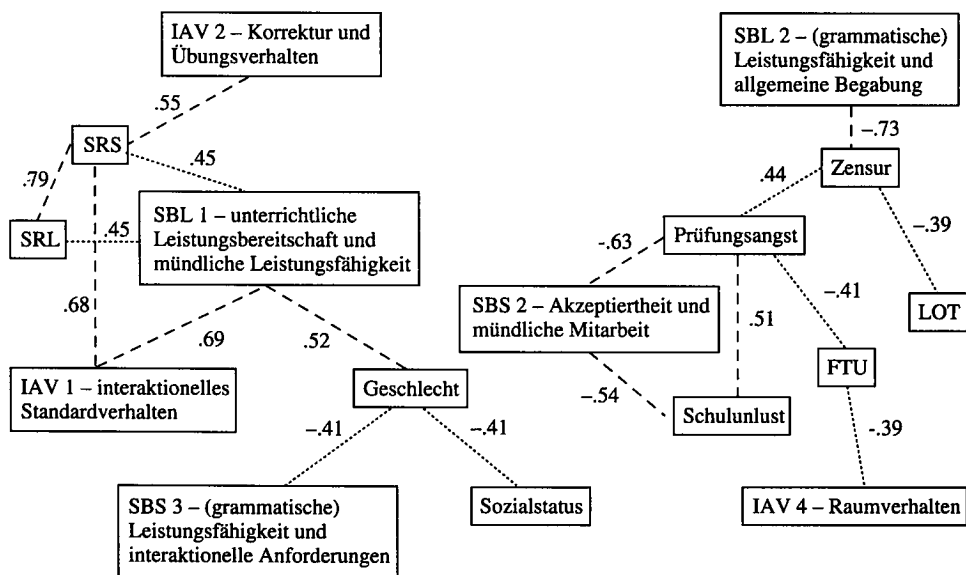 IAV 2 – Korrektur und
Übungsverhalten
SBL 2 – (grammatische)
Leistungsfähigkeit und
allgemeine Begabung
.55
–.73
SRS
.45
Zensur
.79
.44
SBL 1 – unterrichtliche
Leistungsbereitschaft und
mündliche Leistungsfähigkeit
SRL
.45
Prüfungsangst
–.39
-.63
–.41
SBS 2 – Akzeptiertheit und
mündliche Mitarbeit
.51
LOT
.68
.69
.52
FTU
IAV 1 – interaktionelles
Standardverhalten
Geschlecht
–.54
Schulunlust
–.41
–.41
-.39
SBS 3 – (grammatische)
Leistungsfähigkeit und
interaktionelle Anforderungen
Sozialstatus
IAV 4 – Raumverhalten